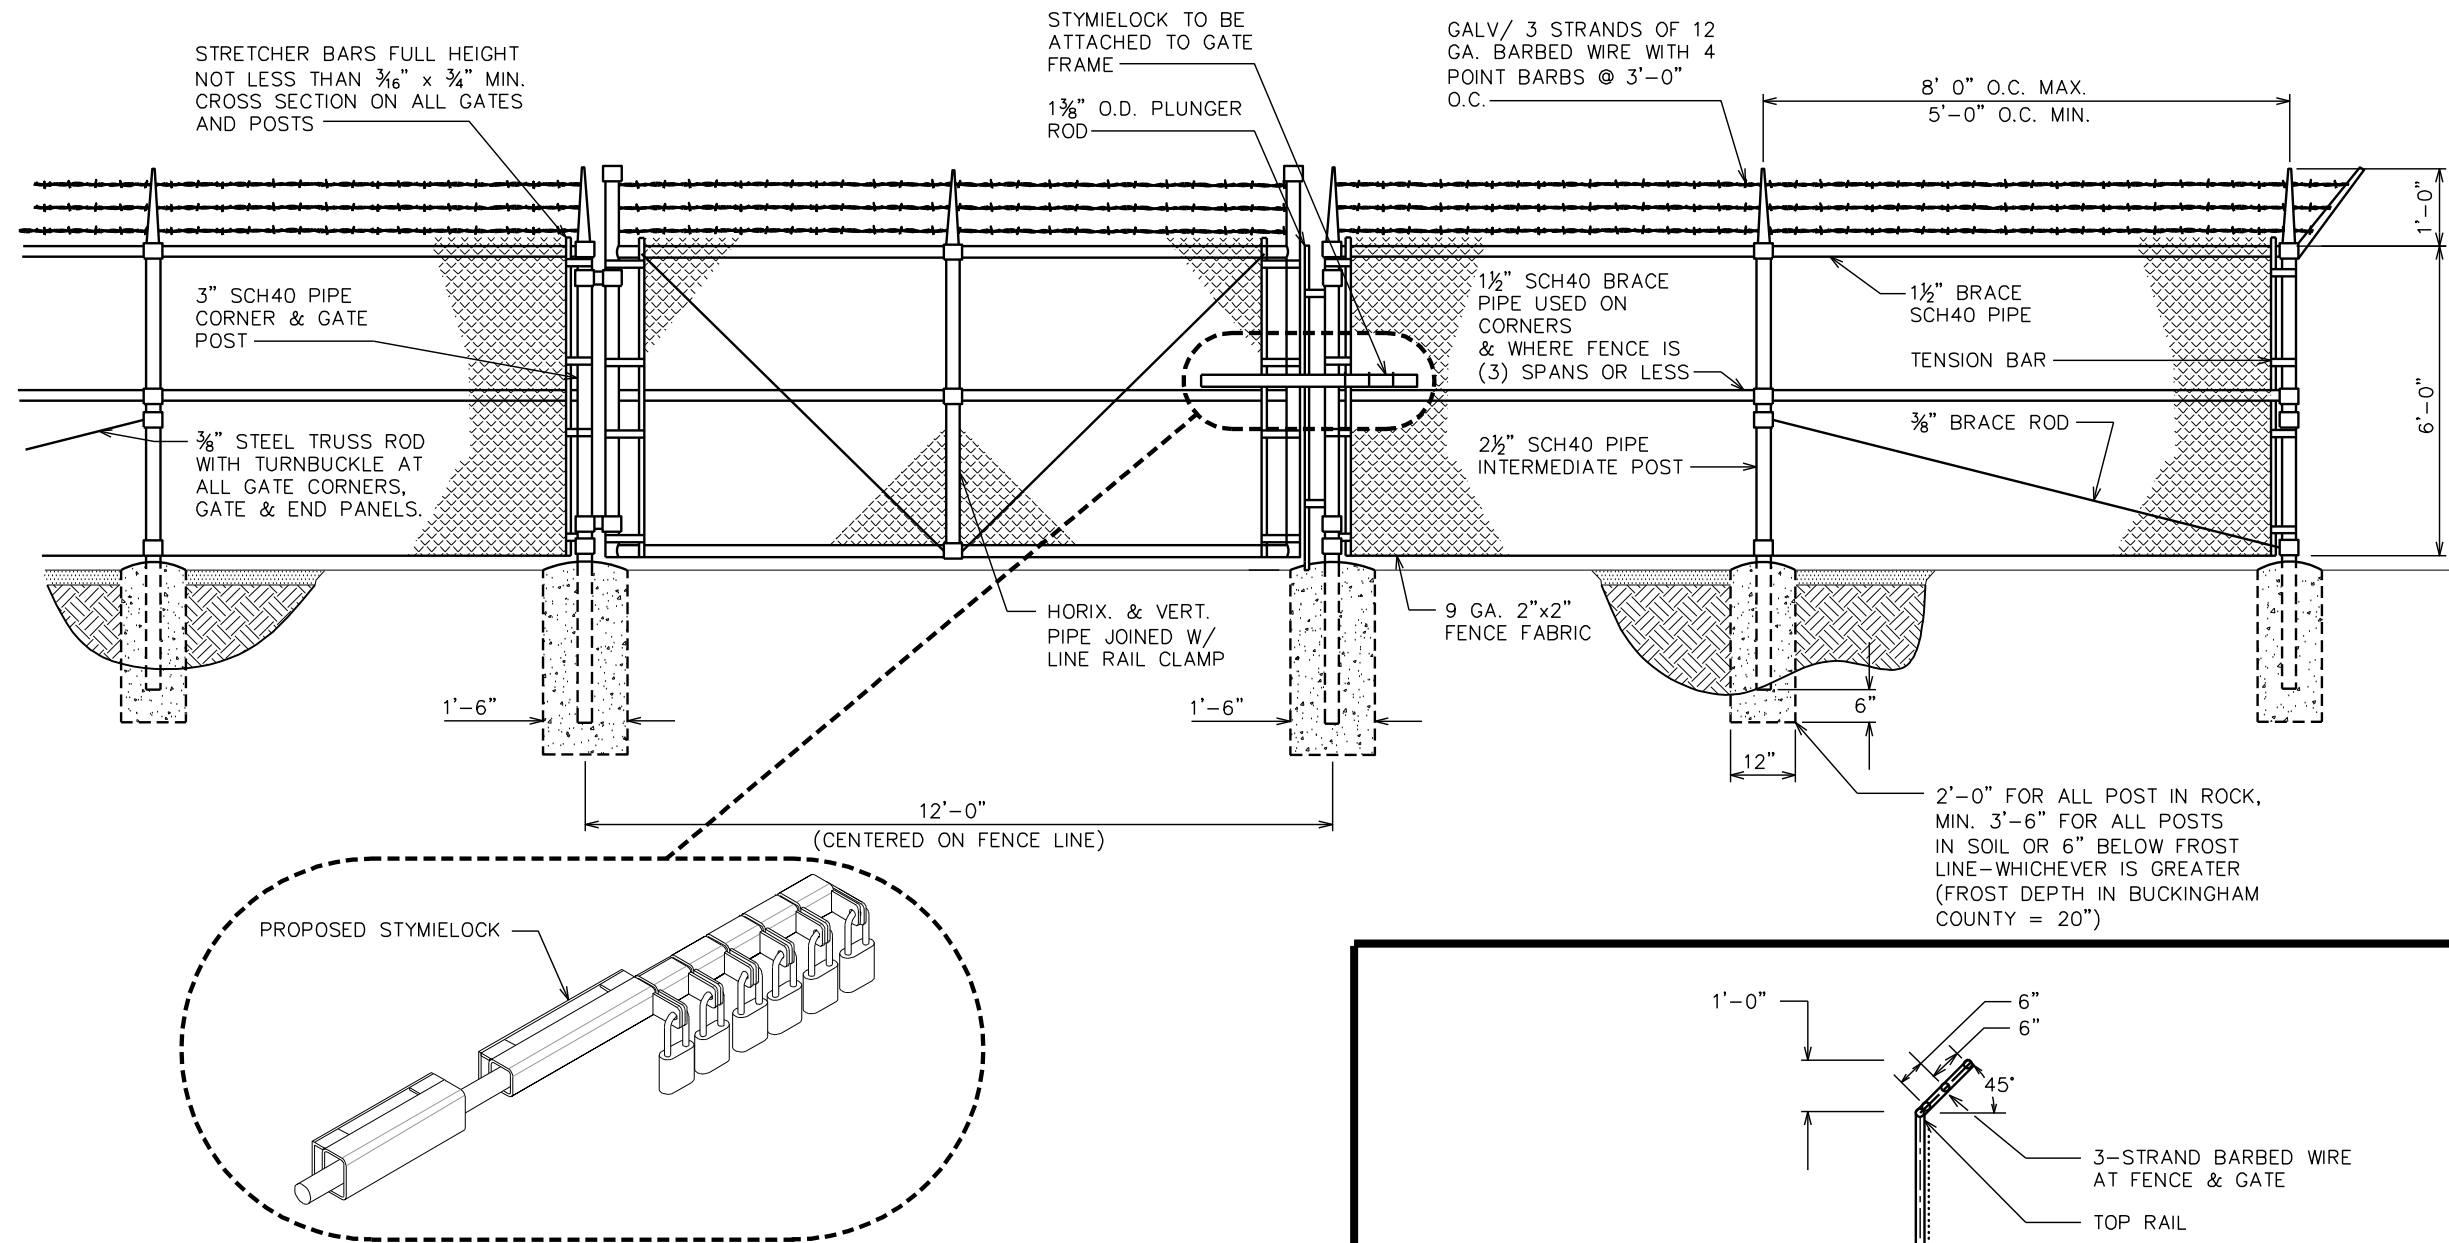 STRETCHER BARS FULL HEIGHT
NOT LESS THAN 3/16" x 3/4" MIN.
CROSS SECTION ON ALL GATES
AND POSTS
STYMIELOCK TO BE
ATTACHED TO GATE
FRAME
1 3/8" O.D. PLUNGER
ROD
GALV/ 3 STRANDS OF 12
GA. BARBED WIRE WITH 4
POINT BARBS @ 3'-0"
O.C.
8' 0" O.C. MAX.
5'-0" O.C. MIN.
1'-0"
6'-0"
3" SCH40 PIPE
CORNER & GATE
POST
3/8" STEEL TRUSS ROD
WITH TURNBUCKLE AT
ALL GATE CORNERS,
GATE & END PANELS.
1 1/2" SCH40 BRACE
PIPE USED ON
CORNERS
& WHERE FENCE IS
(3) SPANS OR LESS
1 1/2" BRACE
SCH40 PIPE
TENSION BAR
3/8" BRACE ROD
2 1/2" SCH40 PIPE
INTERMEDIATE POST
HORIX. & VERT.
PIPE JOINED W/
LINE RAIL CLAMP
9 GA. 2"x2"
FENCE FABRIC
1'-6"
1'-6"
6"
12"
12'-0"
(CENTERED ON FENCE LINE)
2'-0" FOR ALL POST IN ROCK,
MIN. 3'-6" FOR ALL POSTS
IN SOIL OR 6" BELOW FROST
LINE-WHICHEVER IS GREATER
(FROST DEPTH IN BUCKINGHAM
COUNTY = 20")
PROPOSED STYMIELOCK
1'-0"
6"
6"
45°
3-STRAND BARBED WIRE
AT FENCE & GATE
TOP RAIL